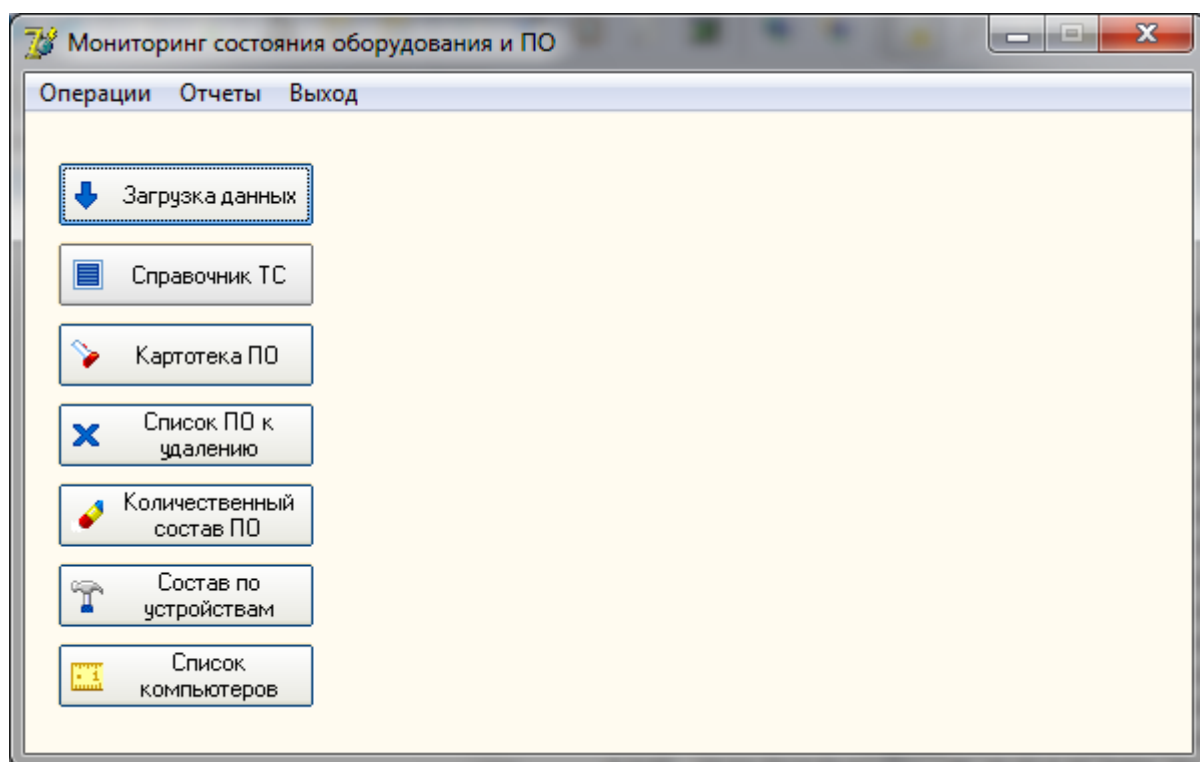 Мониторинг состояния оборудования и ПО
Операции Отчеты Выход
Загрузка данных
Справочник ТС
Картотека ПО
Список ПО к
удалению
Количественный
состав ПО
Состав по
устройствам
Список
компьютеров